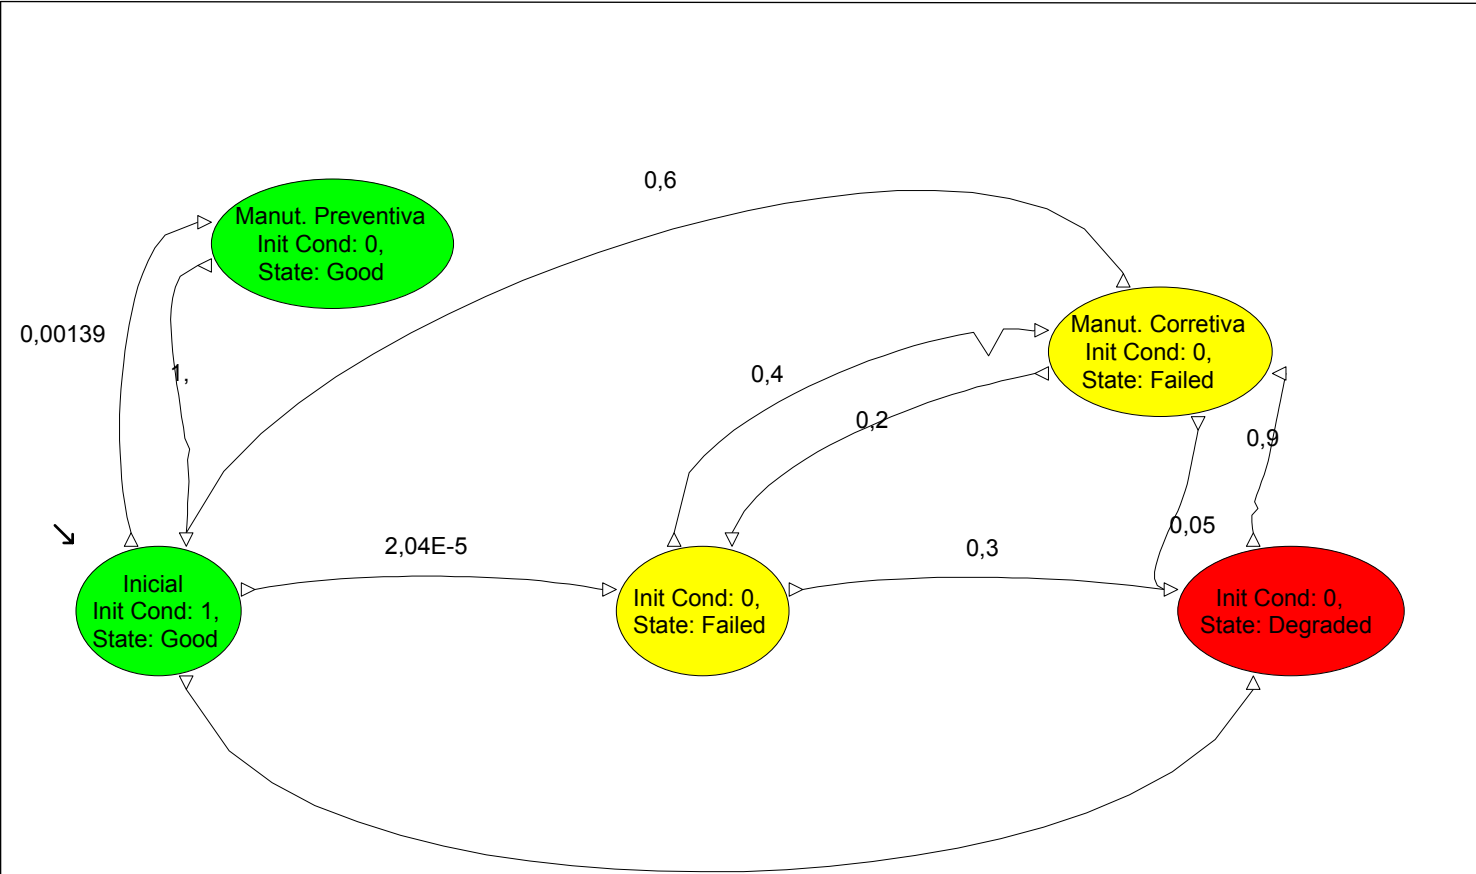 0,6
Manut. Preventiva
Init Cond: 0,
State: Good
0,00139
1,
Manut. Corretiva
Init Cond: 0,
State: Failed
0,4
0,2
0,9
0,05
2,04E-5
0,3
Inicial
Init Cond: 1,
State: Good
Init Cond: 0,
State: Failed
Init Cond: 0,
State: Degraded